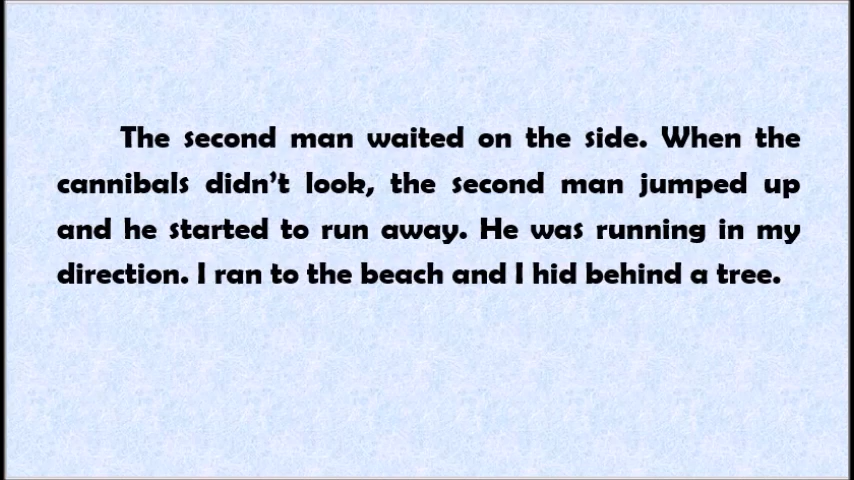 The second man waited on the side. When the
cannibals didn’t look, the second man jumped up
and he started to run away. He was running in my
direction. I ran to the beach and I hid behind a tree.